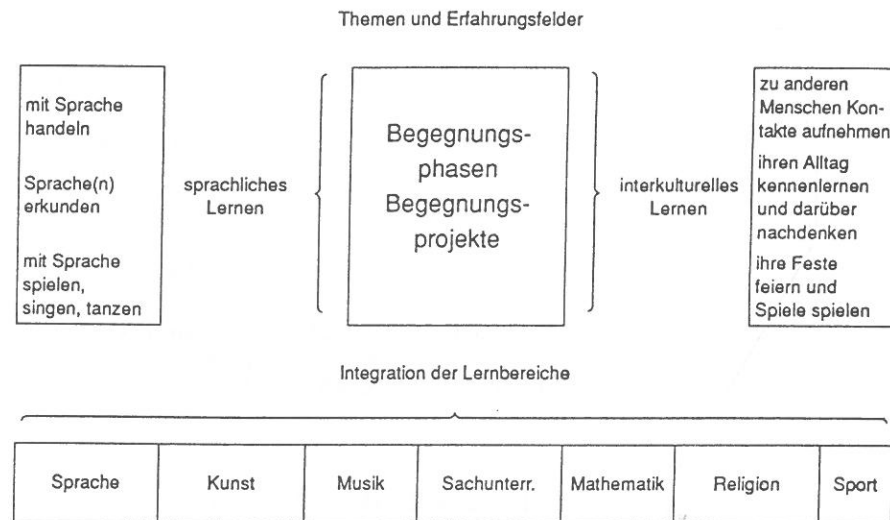 Themen und Erfahrungsfelder
mit Sprache
handeln
Sprache(n)
erkunden
mit Sprache
spielen,
singen, tanzen
sprachliches
Lernen
Begegnungs-
phasen
Begegnungs-
projekte
interkulturelles
Lernen
zu anderen
Menschen Kon-
takte aufnehmen
ihren Alltag
kennenlernen
und darüber
nachdenken
ihre Feste
feiern und
Spiele spielen
Integration der Lernbereiche
Sprache Kunst Musik Sachunterr. Mathematik Religion Sport